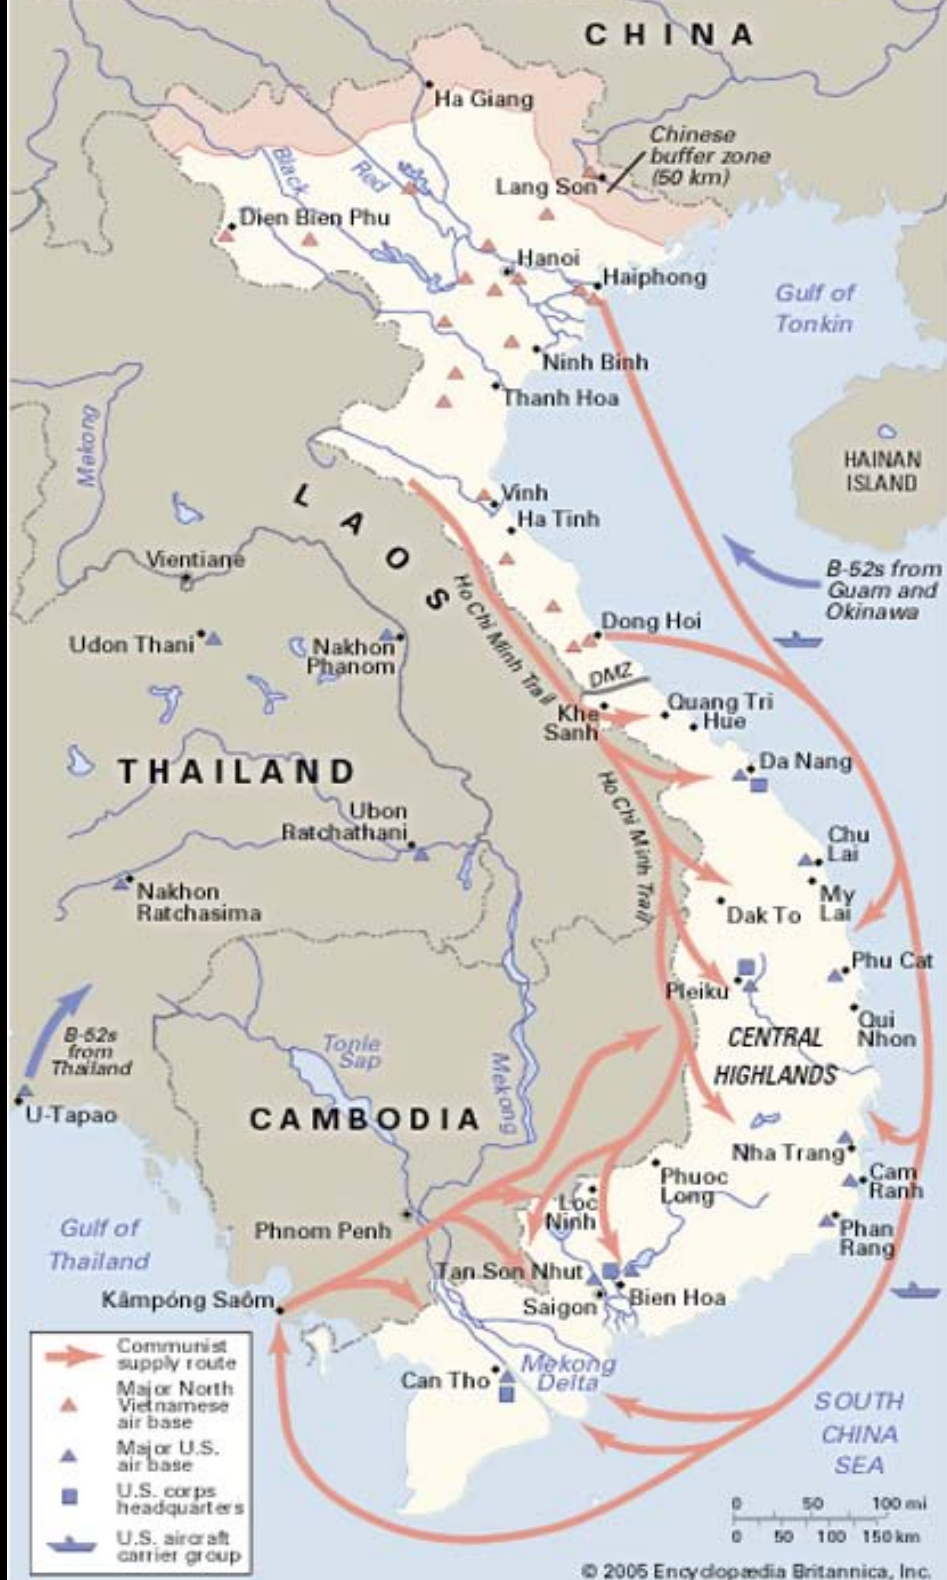 CHINA
Ha Giang
Chinese
buffer zone
(50 km)
Black
Red
Lang Son
Dien Bien Phu
Hanoi
Haiphong
Gulf of
Tonkin
Ninh Binh
Thanh Hoa
Mekong
HAINAN
ISLAND
LAOS
Vinh
Ha Tinh
Vientiane
B-52s from
Guam and
Okinawa
Ho Chi Minh Trail
Dong Hoi
Udon Thani
Nakhon
Phanom
DMZ
Khe
Sanh
Quang Tri
Hue
THAILAND
Da Nang
Ho Chi Minh Trail
Ubon
Ratchathani
Chu
Lai
Nakhon
Ratchasima
My
Lai
Dak To
Phu Cat
Pleiku
Qui
Nhon
B-52s
from
Thailand
Tonle
Sap
CENTRAL
HIGHLANDS
Mekong
U-Tapao
CAMBODIA
Nha Trang
Phuoc
Long
Cam
Ranh
Loc
Ninh
Phnom Penh
Phan
Rang
Gulf of
Thailand
Tan Son Nhut
Kâmpóng Saôm
Saigon
Bien Hoa
Can Tho
Mekong
Delta
SOUTH
CHINA
SEA
Communist
supply route
Major North
Vietnamese
air base
Major U.S.
air base
U.S. corps
headquarters
U.S. aircraft
carrier group
0 50 100 mi
0 50 100 150 km
© 2005 Encyclopædia Britannica, Inc.